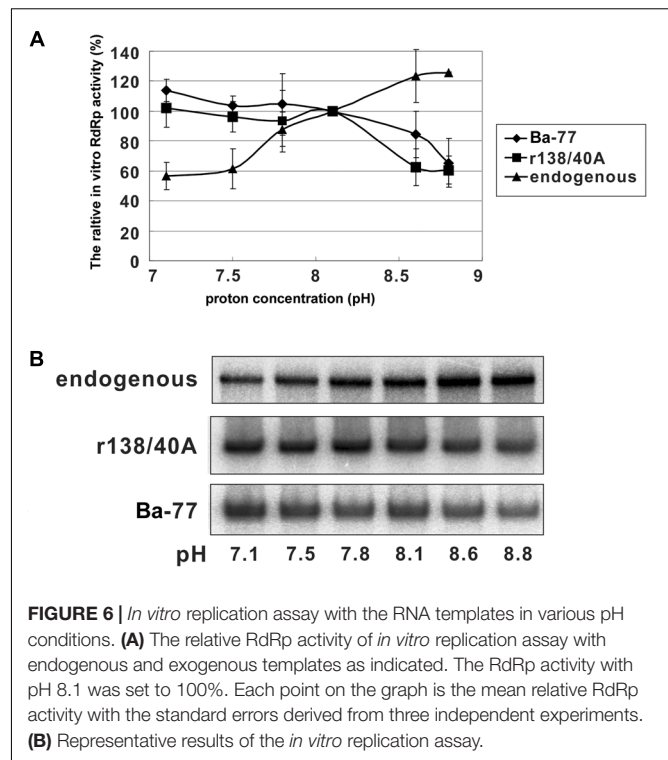 A
The raltive in vitro RdRp activity (%)
140
120
100
80
60
40
20
0
7
7.5
8
8.5
9
proton concentration (pH)
Ba-77
r138/40A
endogenous
B
endogenous
r138/40A
Ba-77
pH 7.1 7.5 7.8 8.1 8.6 8.8
FIGURE 6 | In vitro replication assay with the RNA templates in various pH
conditions. (A) The relative RdRp activity of in vitro replication assay with
endogenous and exogenous templates as indicated. The RdRp activity with
pH 8.1 was set to 100%. Each point on the graph is the mean relative RdRp
activity with the standard errors derived from three independent experiments.
(B) Representative results of the in vitro replication assay.